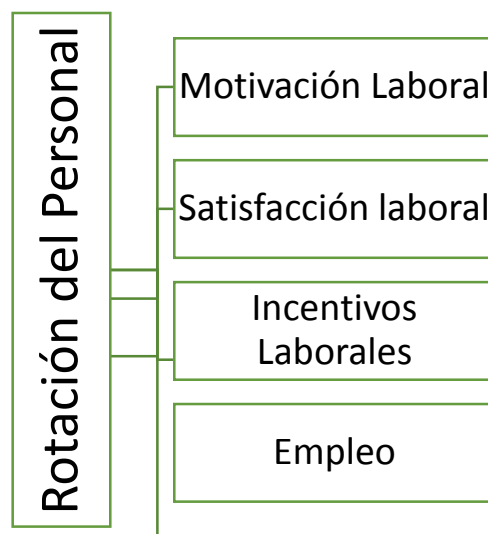 Rotación del Personal
Motivación Laboral
Satisfacción laboral
Incentivos
Laborales
Empleo